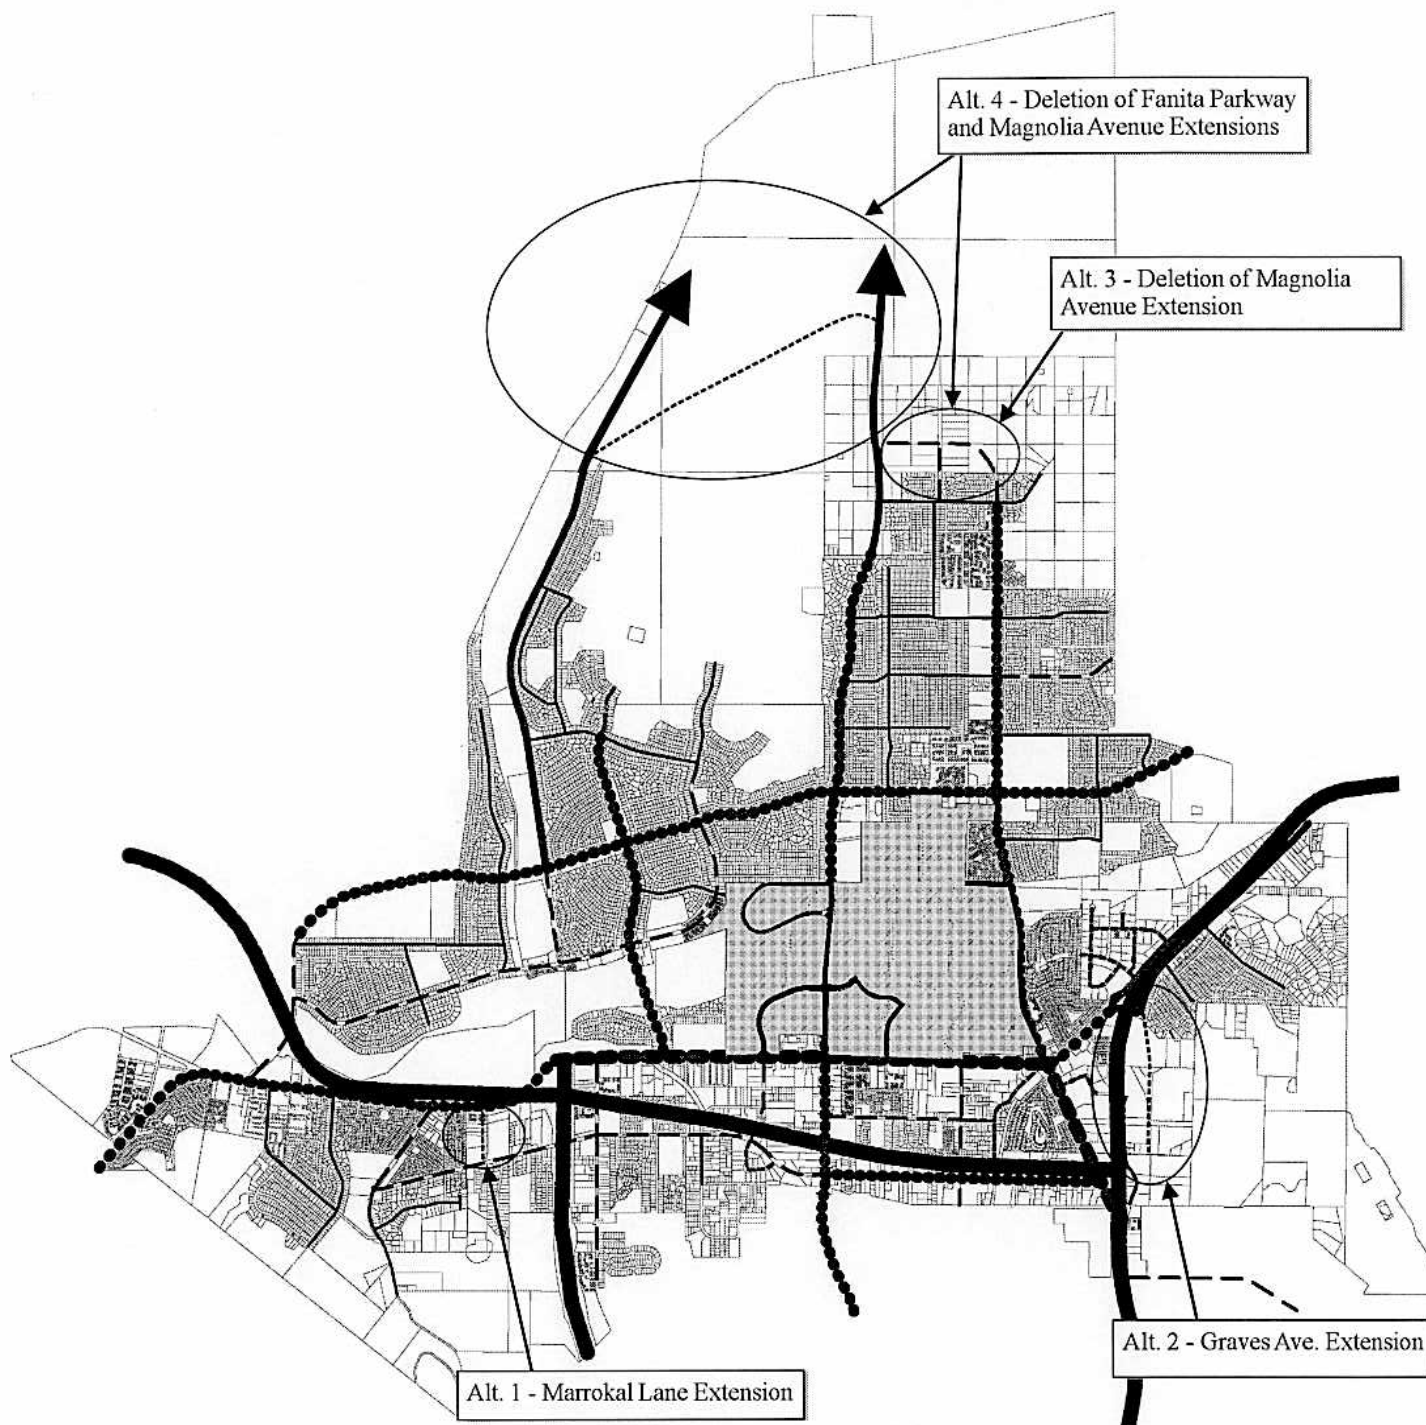 Alt. 4 - Deletion of Fanita Parkway
and Magnolia Avenue Extensions
Alt. 3 - Deletion of Magnolia
Avenue Extension
Alt. 2 - Graves Ave. Extension
Alt. 1 - Marrokal Lane Extension